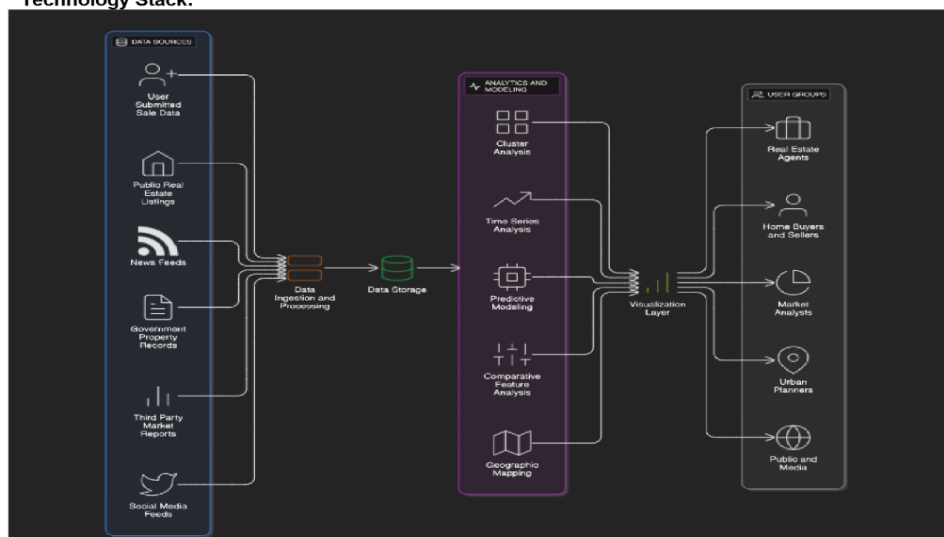 Technology Stack:
DATA SOURCES
User
Submitted
Sale Data
Public Real
Estate
Listings
News Feeds
Government
Property
Records
Third Party
Market
Reports
Social Media
Feeds
Data
Ingestion and
Processing
Data Storage
ANALYTICS AND
MODELING
Cluster
Analysis
Time Series
Analysis
Predictive
Modeling
Comparative
Feature
Analysis
Geographic
Mapping
Visualization
Layer
USER GROUPS
Real Estate
Agents
Home Buyers
and Sellers
Market
Analysts
Urban
Planners
Public and
Media